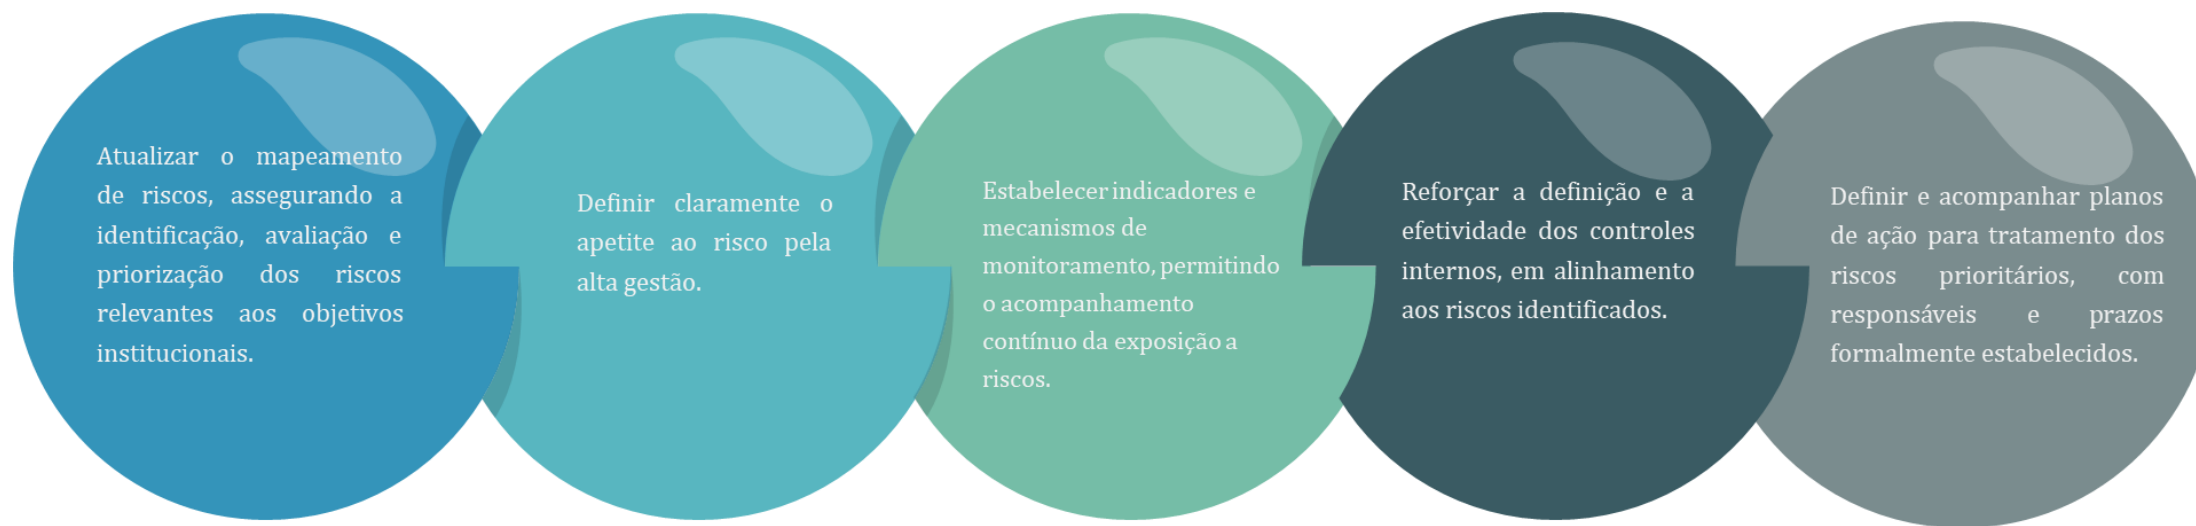 Atualizar o mapeamento
de riscos, assegurando a
identificação, avaliação e
priorização dos riscos
relevantes aos objetivos
institucionais.
Definir claramente o
apetite ao risco pela
alta gestão.
Estabelecer indicadores e
mecanismos de
monitoramento, permitindo
o acompanhamento
contínuo da exposição a
riscos.
Reforçar a definição e a
efetividade dos controles
internos, em alinhamento
aos riscos identificados.
Definir e acompanhar planos
de ação para tratamento dos
riscos prioritários, com
responsáveis e prazos
formalmente estabelecidos.